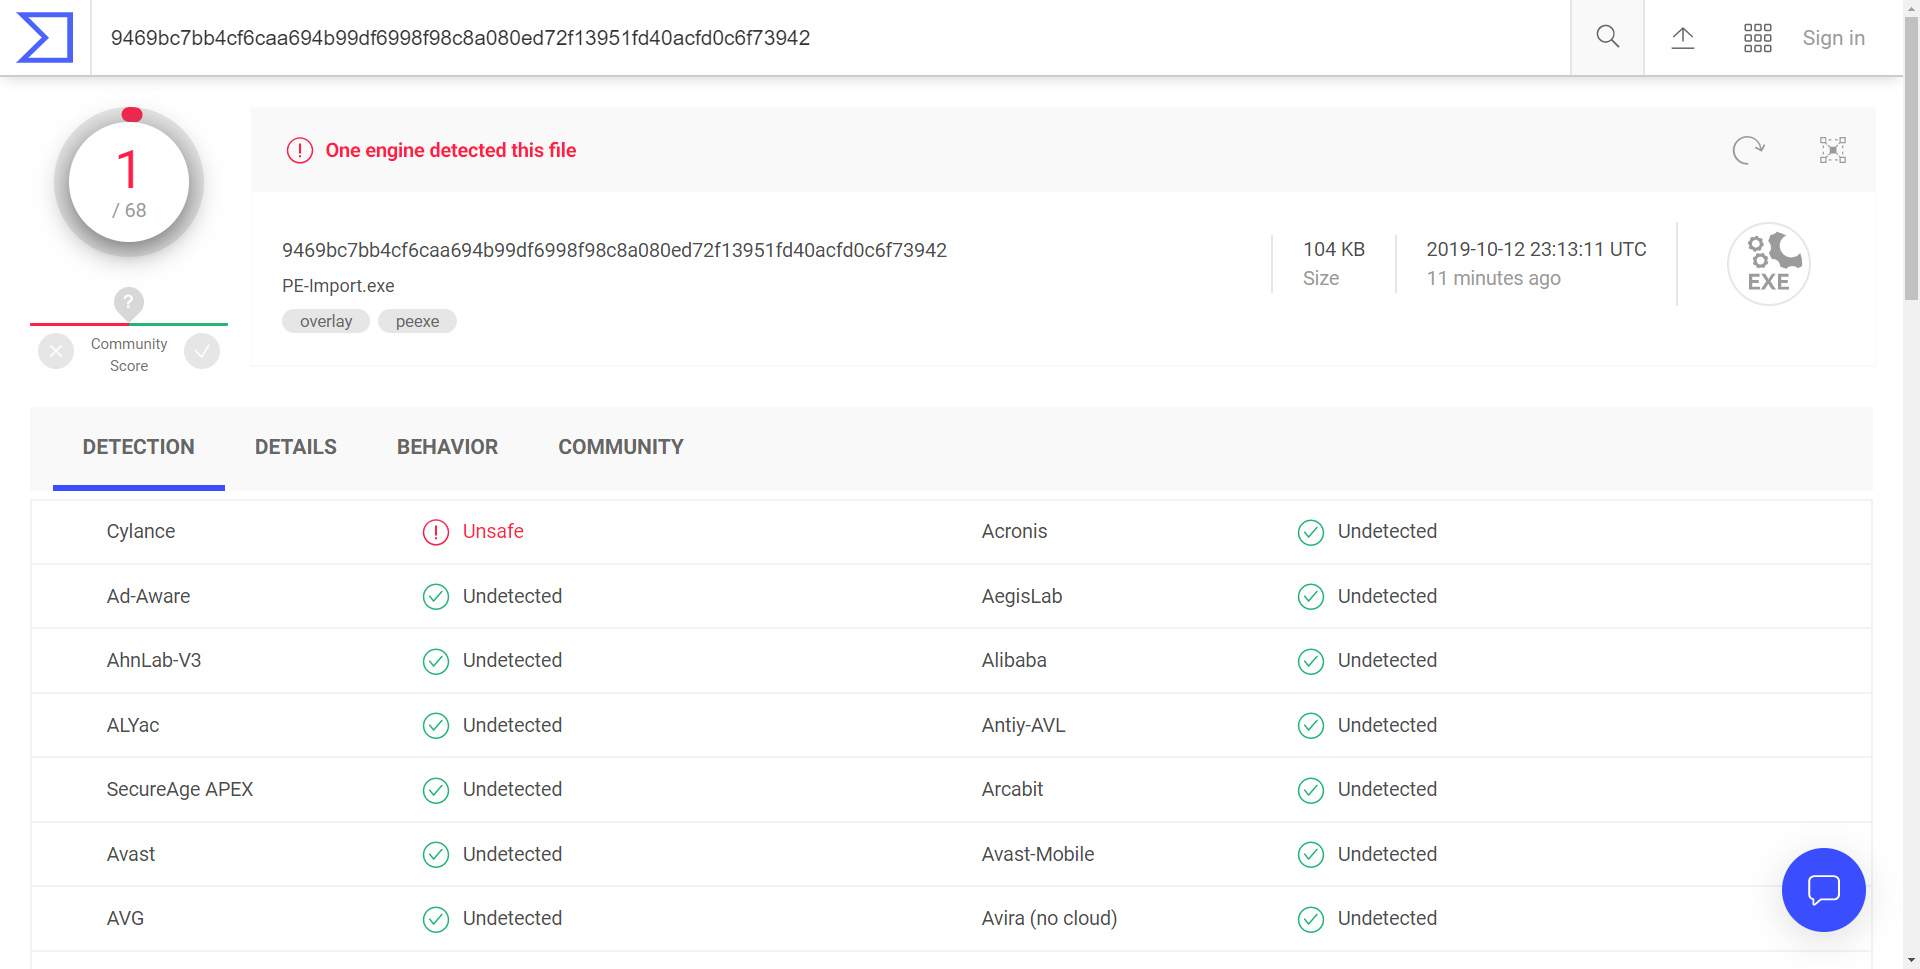 9469bc7bb4cf6caa694b99df6998f98c8a080ed72f13951fd40acfd0c6f73942
Sign in
1
/ 68
One engine detected this file
9469bc7bb4cf6caa694b99df6998f98c8a080ed72f13951fd40acfd0c6f73942
PE-Import.exe
overlay peexe
104 KB
Size
2019-10-12 23:13:11 UTC
11 minutes ago
EXE
?
Community
Score
DETECTION DETAILS BEHAVIOR COMMUNITY
Cylance Unsafe Acronis Undetected
Ad-Aware Undetected AegisLab Undetected
AhnLab-V3 Undetected Alibaba Undetected
ALYac Undetected Antiy-AVL Undetected
SecureAge APEX Undetected Arcabit Undetected
Avast Undetected Avast-Mobile Undetected
AVG Undetected Avira (no cloud) Undetected